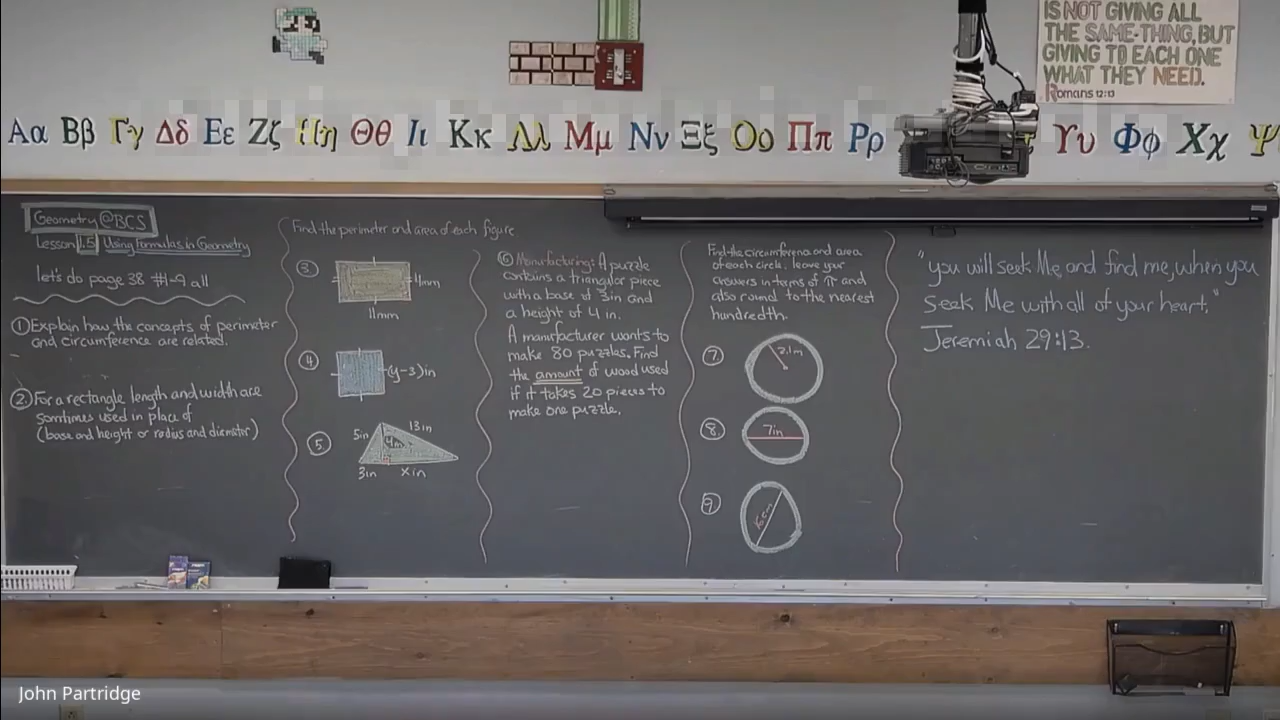 IS NOT GIVING ALL
THE SAME THING, BUT
GIVING TO EACH ONE
WHAT THEY NEED.
Romans 12:13
Αα Ββ Γγ Δδ Εε Ζζ Ηη Θθ Ιι Κκ Λλ Μμ Νν Ξξ Οο Ππ Ρρ Υυ Φφ Χχ Ψ
Geometry @BCS
Lesson 1.5 Using Formulas in Geometry
let's do page 38 #1-9 all
① Explain how the concepts of perimeter
and circumference are related.
② For a rectangle length and width are
somtimes used in place of
(base and height or radius and diameter)
Find the perimeter and area of each figure
③
11mm
11mm
④
(y-3)in
⑤
5in
13in
4in
3in
x in
⑥ Manufacturing: A puzzle
contains a triangular piece
with a base of 3in and
a height of 4 in.
A manufacturer wants to
make 80 puzzles. Find
the amount of wood used
if it takes 20 pieces to
make one puzzle.
Find the circumference and area
of each circle. leave your
answers in terms of π and
also round to the nearest
hundredth.
⑦
2.1m
⑧
7in
⑨
16cm
"you will seek Me and find me, when you
seek Me with all of your heart,"
Jeremiah 29:13.
John Partridge